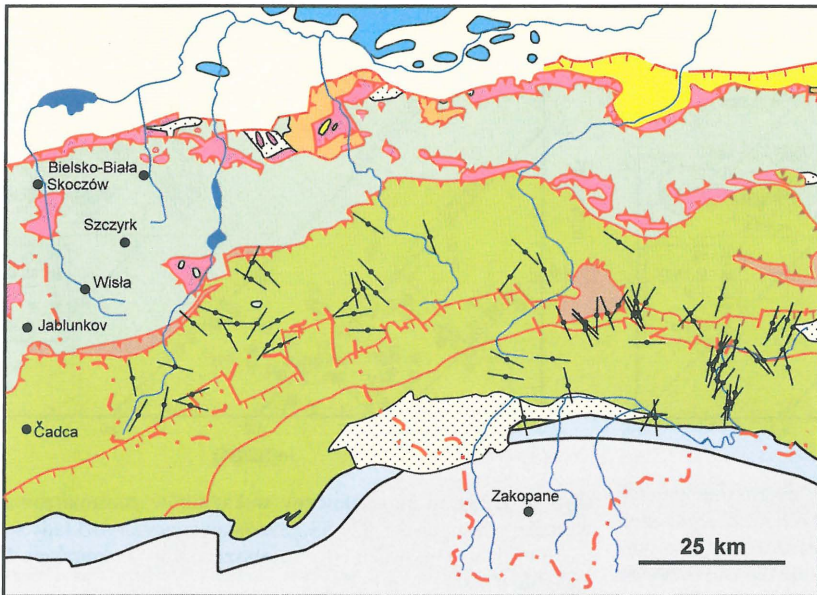 Bielsko-Biała
Skoczów
Szczyrk
Wisła
Jablunkov
Čadca
Zakopane
25 km